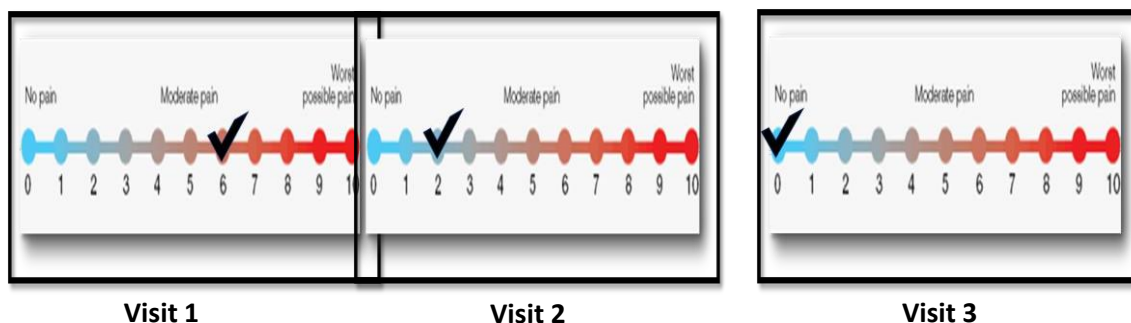 No pain
Moderate pain
Worst
possible pain
0 1 2 3 4 5 6 7 8 9 10
Visit 1
No pain
Moderate pain
Worst
possible pain
0 1 2 3 4 5 6 7 8 9 10
Visit 2
No pain
Moderate pain
Worst
possible pain
0 1 2 3 4 5 6 7 8 9 10
Visit 3